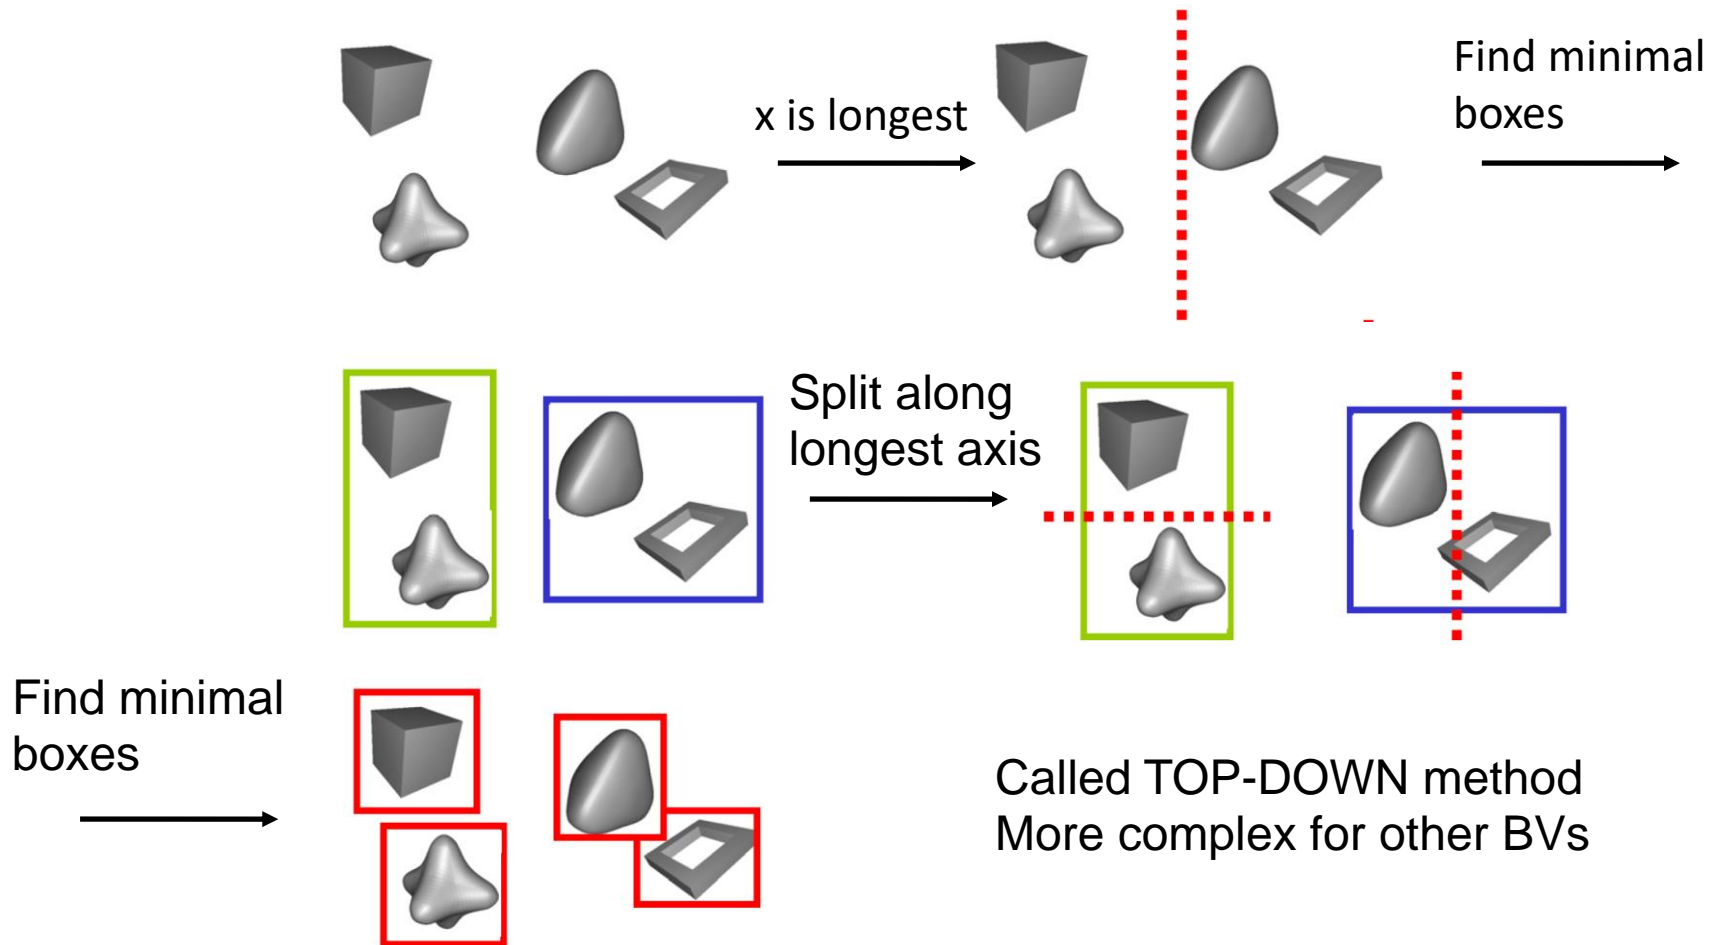 x is longest
Find minimal
boxes
Split along
longest axis
Find minimal
boxes
Called TOP-DOWN method
More complex for other BVs